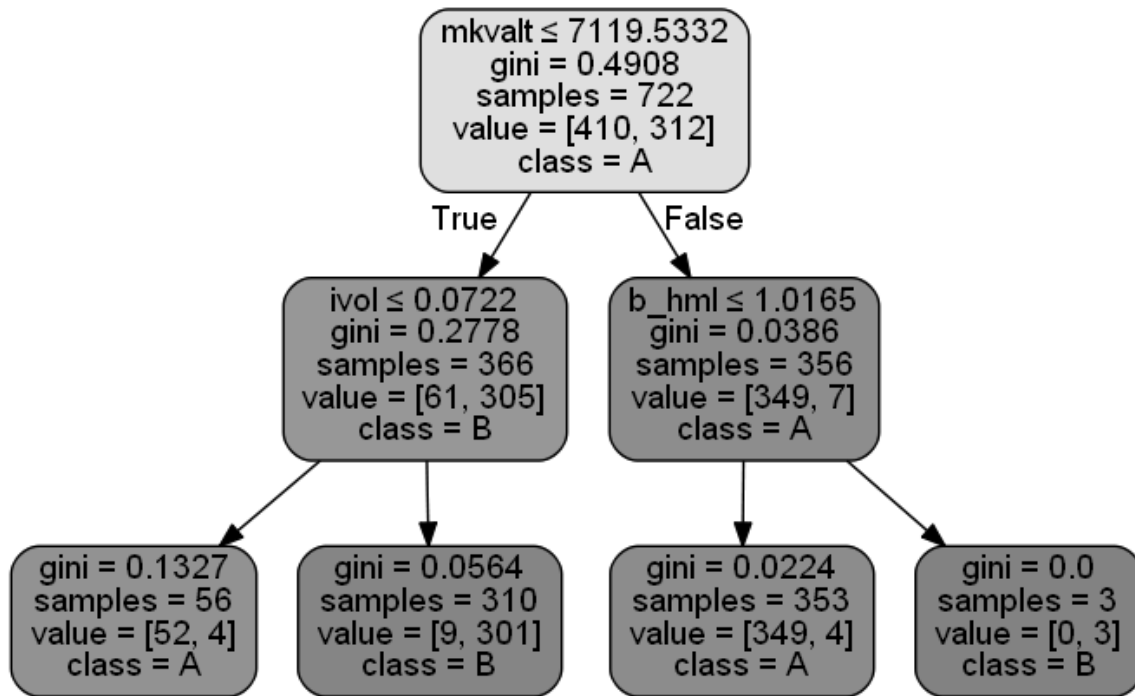 mkvalt ≤ 7119.5332
gini = 0.4908
samples = 722
value = [410, 312]
class = A
True
False
ivol ≤ 0.0722
gini = 0.2778
samples = 366
value = [61, 305]
class = B
b_hml ≤ 1.0165
gini = 0.0386
samples = 356
value = [349, 7]
class = A
gini = 0.1327
samples = 56
value = [52, 4]
class = A
gini = 0.0564
samples = 310
value = [9, 301]
class = B
gini = 0.0224
samples = 353
value = [349, 4]
class = A
gini = 0.0
samples = 3
value = [0, 3]
class = B